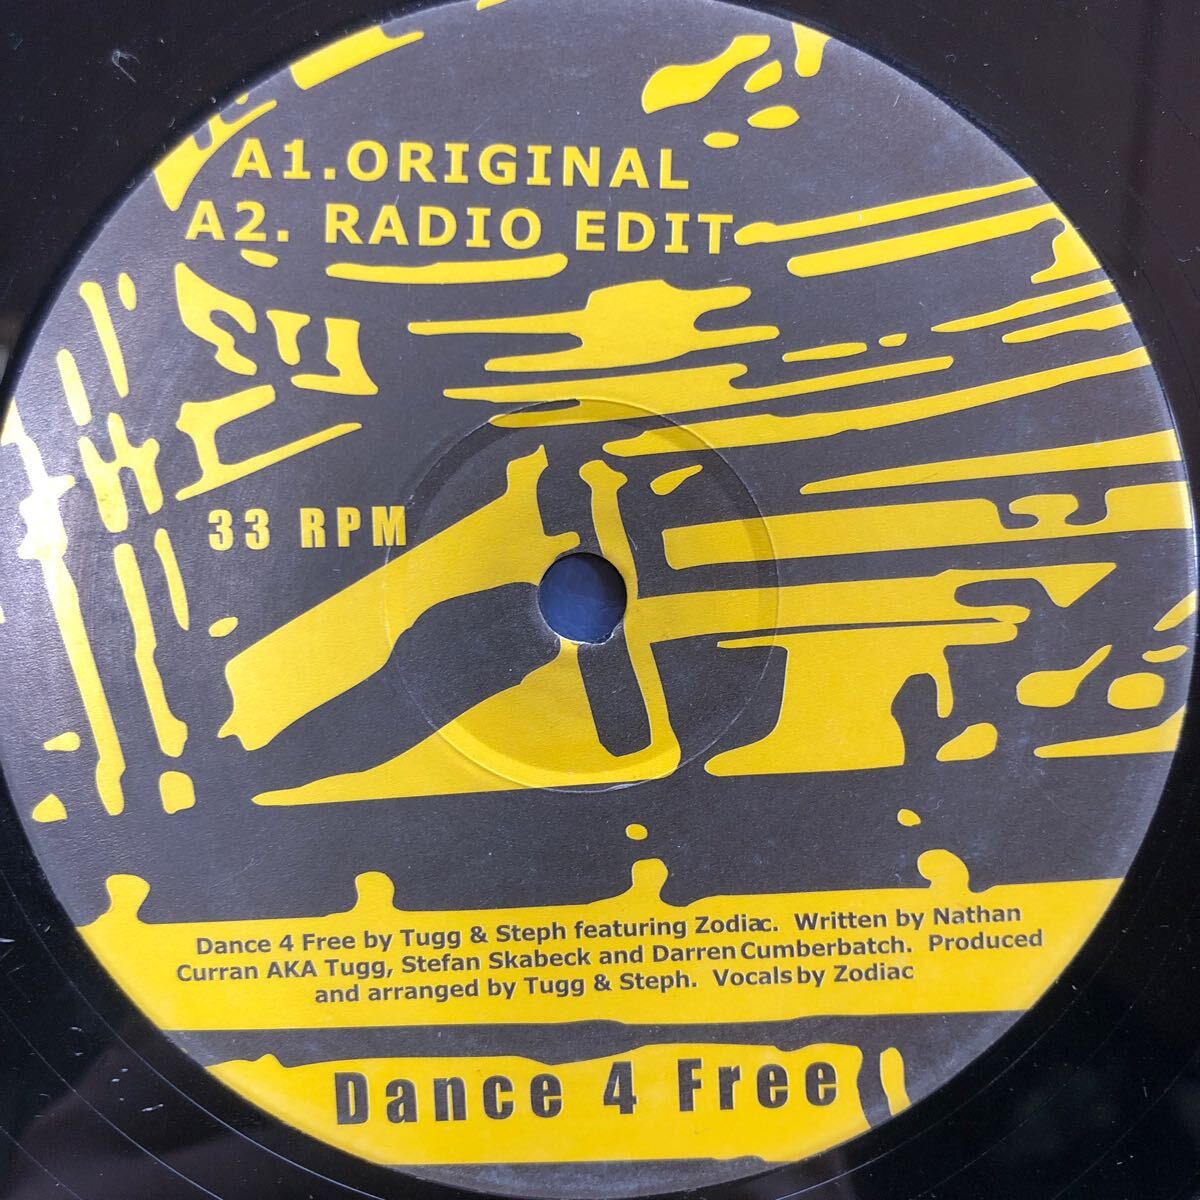 A1.ORIGINAL
A2. RADIO EDIT
33 RPM
Dance 4 Free by Tugg & Steph featuring Zodiac. Written by Nathan
Curran AKA Tugg, Stefan Skabeck and Darren Cumberbatch. Produced
and arranged by Tugg & Steph. Vocals by Zodiac
Dance 4 Free